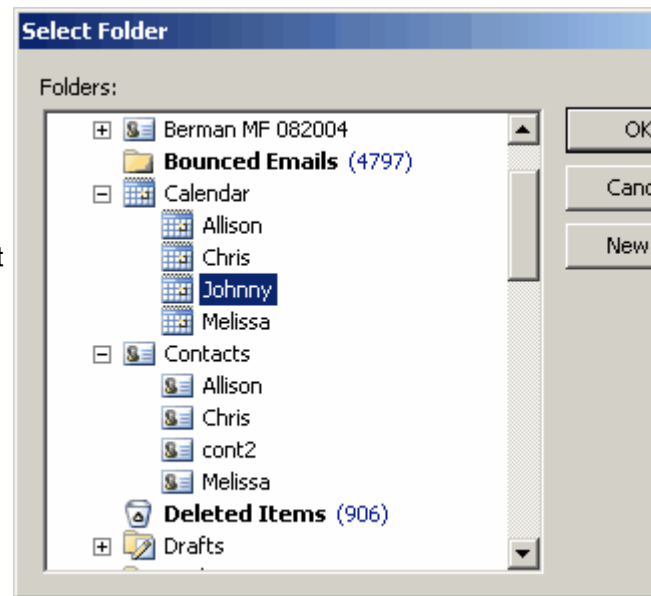 Select Folder
Folders:
Berman MF 082004
Bounced Emails (4797)
Calendar
Allison
Chris
Johnny
Melissa
Contacts
Allison
Chris
cont2
Melissa
Deleted Items (906)
Drafts
OK
Canc
New
t